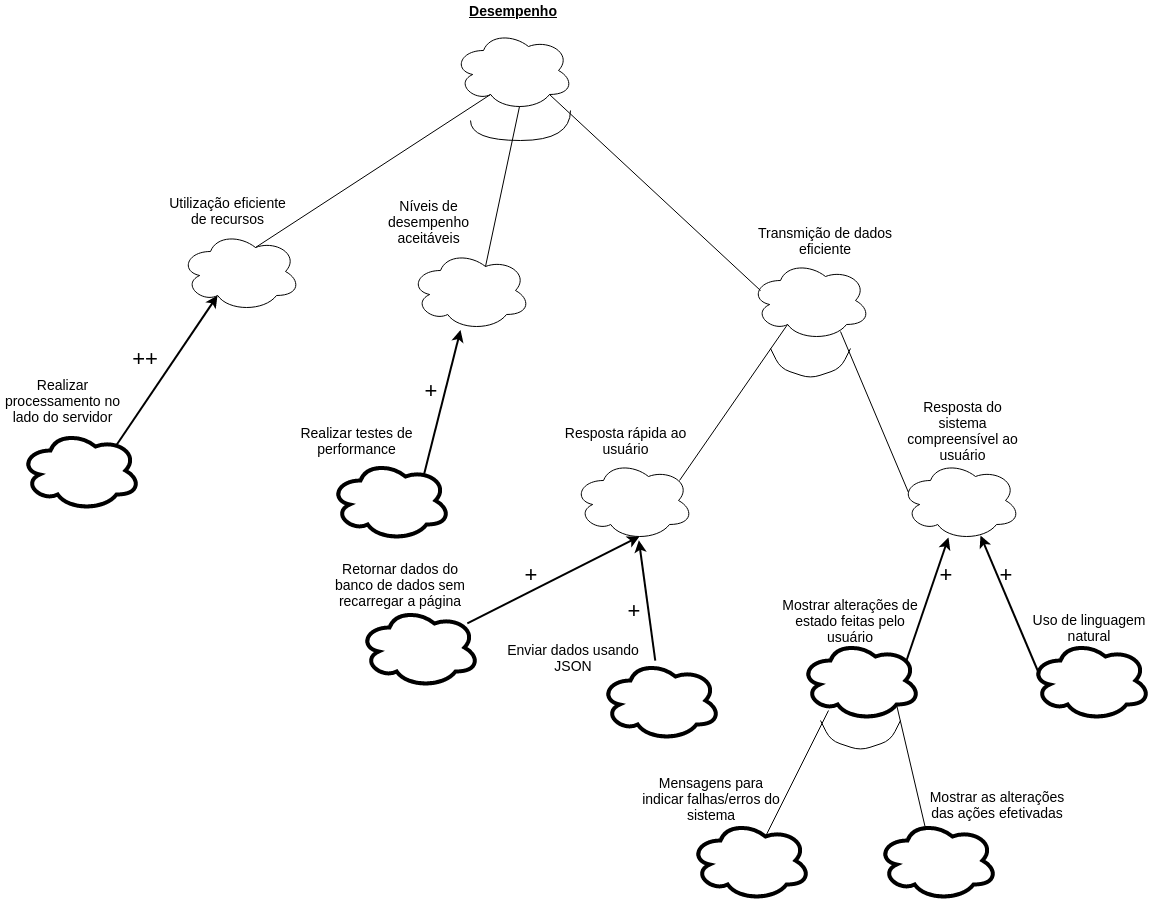 Desempenho
Utilização eficiente
de recursos
Níveis de
desempenho
aceitáveis
Transmição de dados
eficiente
++
Realizar
processamento no
lado do servidor
+
Realizar testes de
performance
Resposta rápida ao
usuário
Resposta do
sistema
compreensível ao
usuário
Retornar dados do
banco de dados sem
recarregar a página
+
+
Enviar dados usando
JSON
+
+
Mostrar alterações de
estado feitas pelo
usuário
Uso de linguagem
natural
Mensagens para
indicar falhas/erros do
sistema
Mostrar as alterações
das ações efetivadas